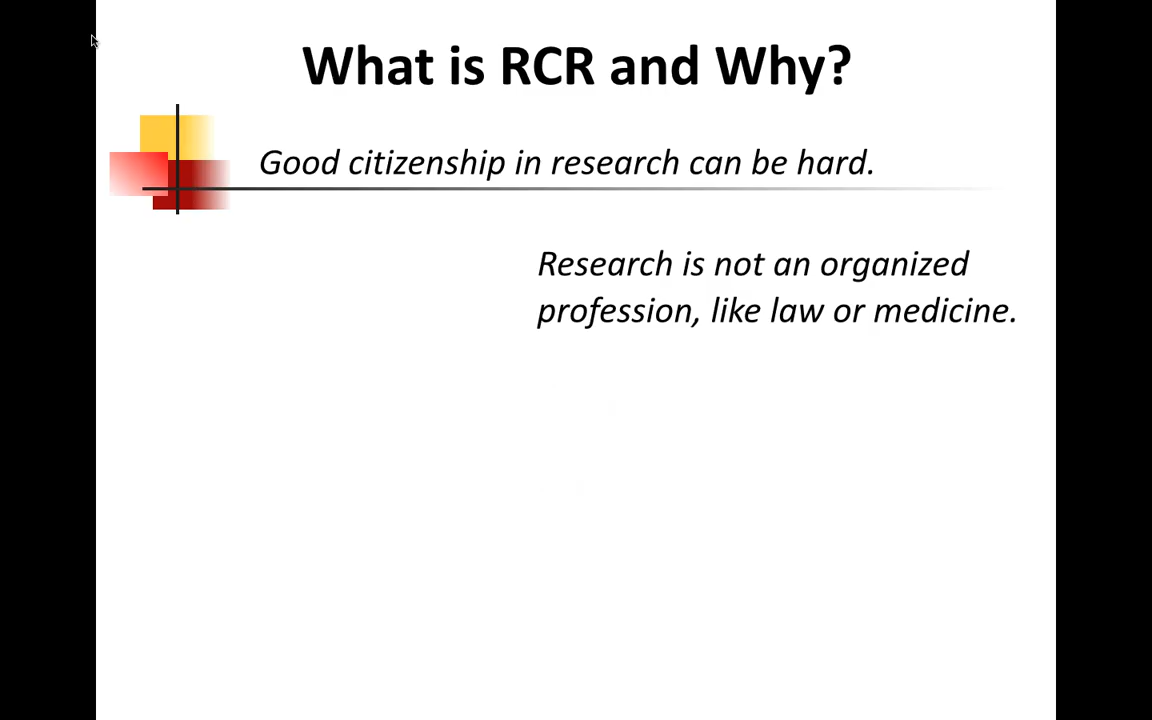 What is RCR and Why?
Good citizenship in research can be hard.
Research is not an organized
profession, like law or medicine.